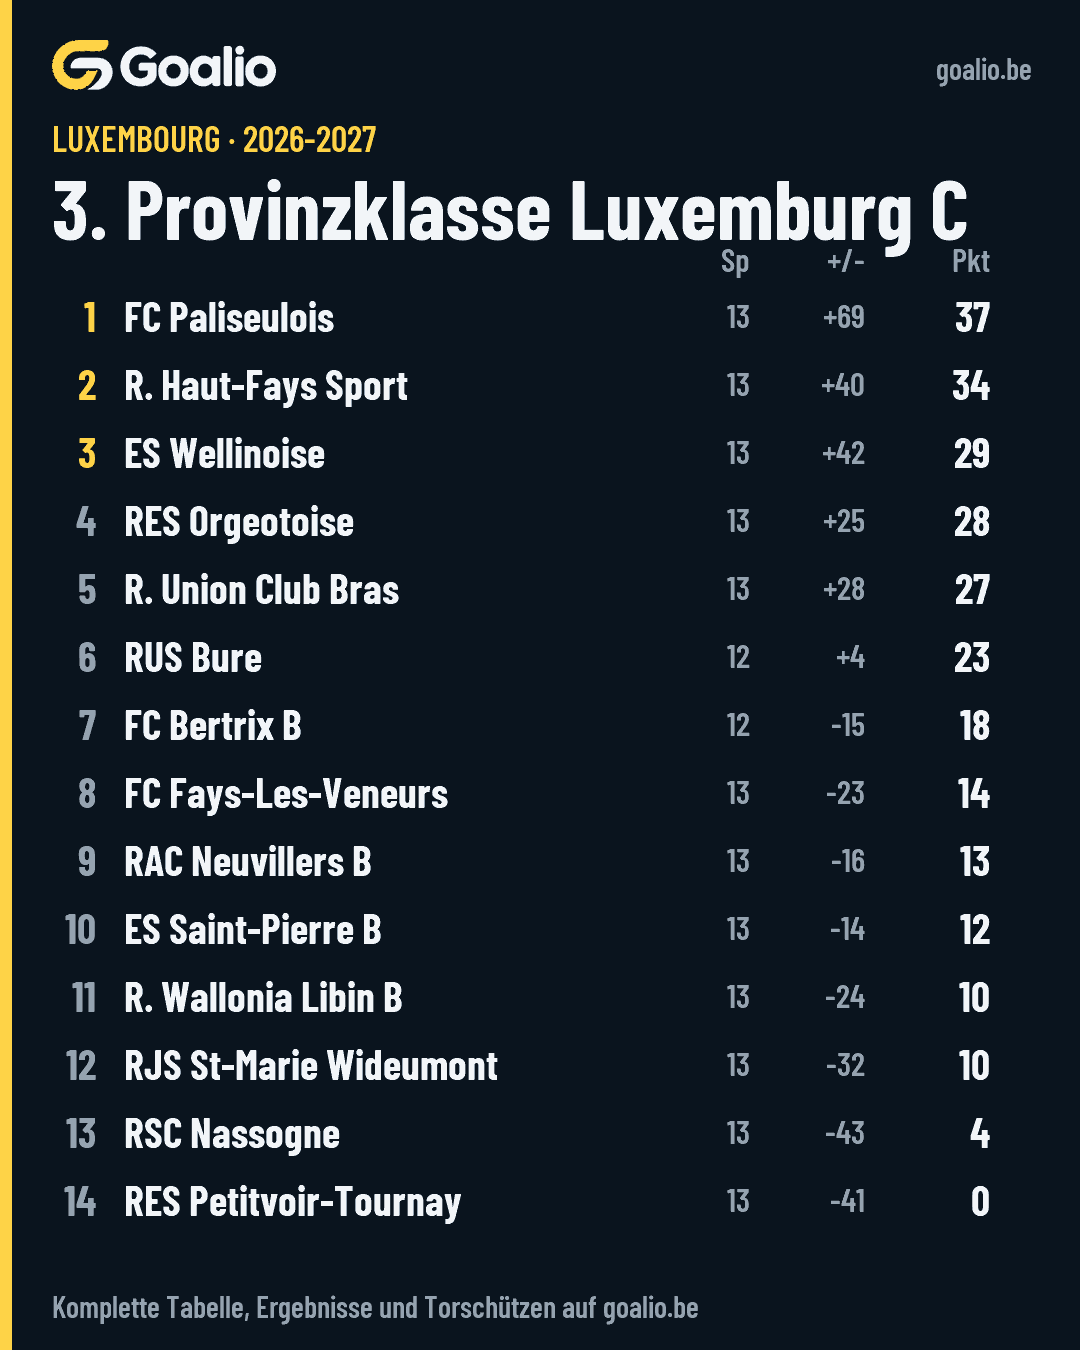 Goalio
goalio.be
LUXEMBOURG · 2026-2027
3. Provinzklasse Luxemburg C
Sp +/- Pkt
1 FC Paliseulois 13 +69 37
2 R. Haut-Fays Sport 13 +40 34
3 ES Wellinoise 13 +42 29
4 RES Orgeotoise 13 +25 28
5 R. Union Club Bras 13 +28 27
6 RUS Bure 12 +4 23
7 FC Bertrix B 12 -15 18
8 FC Fays-Les-Veneurs 13 -23 14
9 RAC Neuvillers B 13 -16 13
10 ES Saint-Pierre B 13 -14 12
11 R. Wallonia Libin B 13 -24 10
12 RJS St-Marie Wideumont 13 -32 10
13 RSC Nassogne 13 -43 4
14 RES Petitvoir-Tournay 13 -41 0
Komplette Tabelle, Ergebnisse und Torschützen auf goalio.be